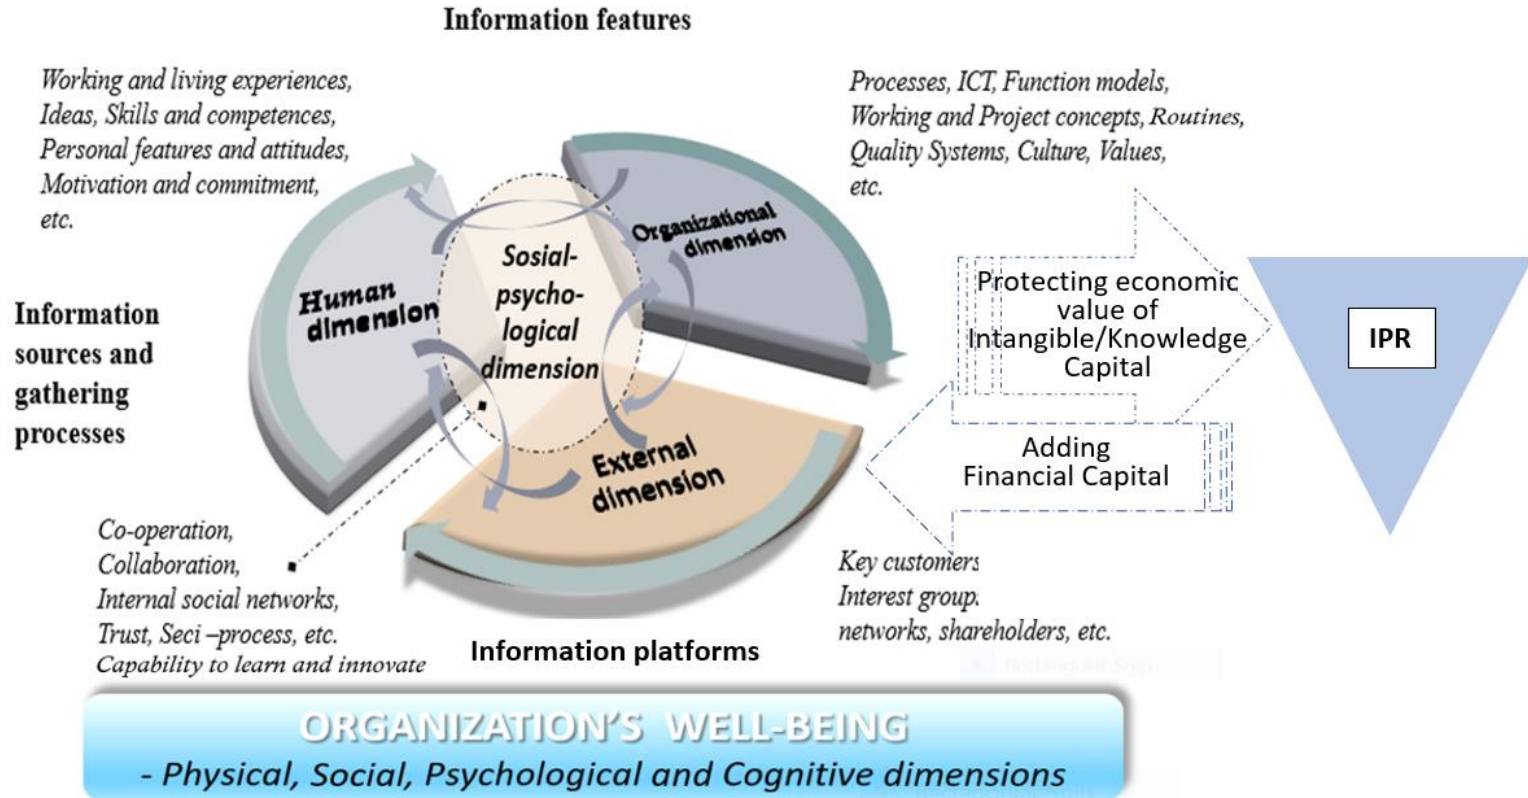 Information features
Working and living experiences,
Ideas, Skills and competences,
Personal features and attitudes,
Motivation and commitment,
etc.
Processes, ICT, Function models,
Working and Project concepts, Routines,
Quality Systems, Culture, Values,
etc.
Organizational
dimension
Sosial-
psycho-
logical
dimension
Human
dimension
Information
sources and
gathering
processes
Protecting economic
value of
Intangible/Knowledge
Capital
IPR
Adding
Financial Capital
External
dimension
Co-operation,
Collaboration,
Internal social networks,
Trust, Seci –process, etc.
Capability to learn and innovate
Key customers
Interest group
networks, shareholders, etc.
Information platforms
ORGANIZATION'S WELL-BEING
- Physical, Social, Psychological and Cognitive dimensions